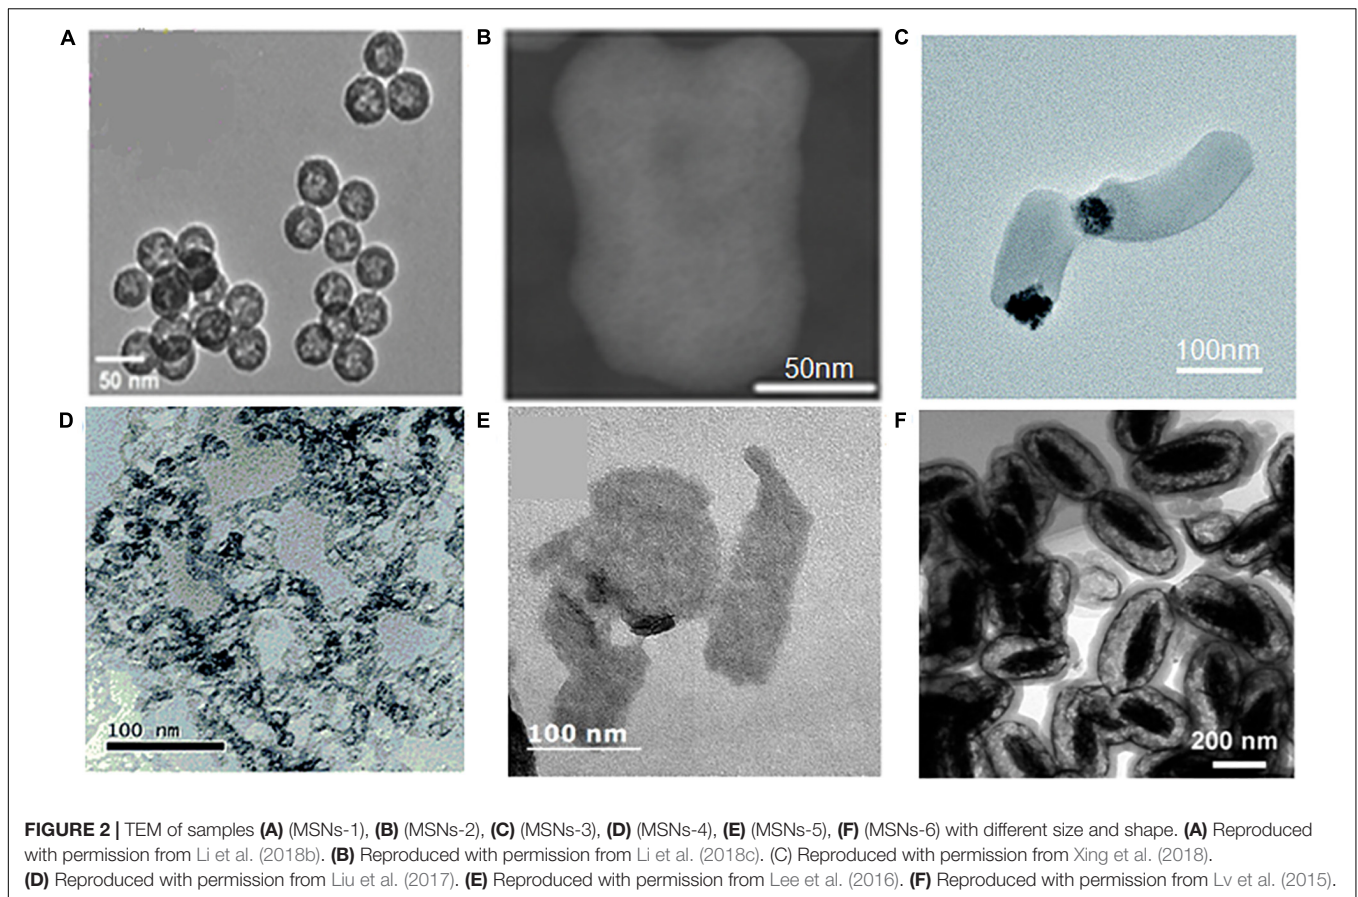 A
B
C
50 nm
50nm
100nm
D
E
F
100 nm
100 nm
200 nm
FIGURE 2 | TEM of samples (A) (MSNs-1), (B) (MSNs-2), (C) (MSNs-3), (D) (MSNs-4), (E) (MSNs-5), (F) (MSNs-6) with different size and shape. (A) Reproduced
with permission from Li et al. (2018b). (B) Reproduced with permission from Li et al. (2018c). (C) Reproduced with permission from Xing et al. (2018).
(D) Reproduced with permission from Liu et al. (2017). (E) Reproduced with permission from Lee et al. (2016). (F) Reproduced with permission from Lv et al. (2015).